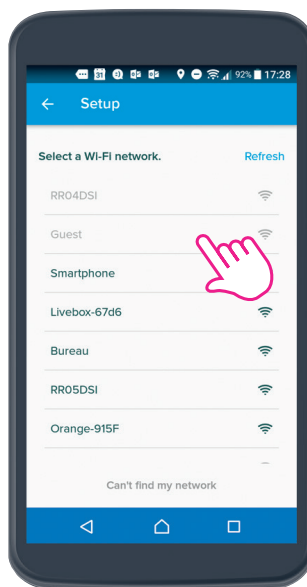 31 92% 17:28
Setup
Select a Wi-Fi network. Refresh
RR04DSI
Guest
Smartphone
Livebox-67d6
Bureau
RR05DSI
Orange-915F
Can't find my network